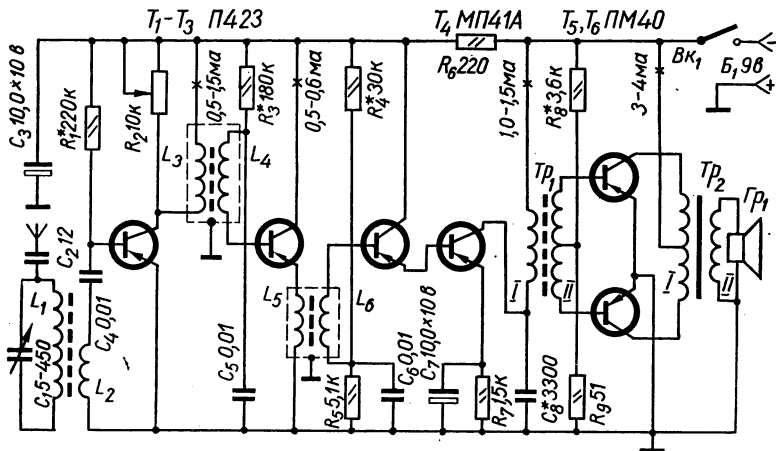 T₁-T₃ П423
T₄ МП41А
T₅,T₆ ПМ40
Вк₁
Б₁ 9в
R₆ 220
C₃ 10,0×10 в
R₁* 220к
R₂ 10к
0,5-1,5ма
R₃* 180к
0,5-0,6ма
R₄* 30к
1,0-1,5ма
R₈* 3,6к
3-4ма
L₃
L₄
Тр₁
Тр₂
Гр₁
C₂ 12
L₁
C₁ 5-450
C₄ 0,01
L₂
C₅ 0,01
L₅
L₆
I
II
I
II
R₅ 5,1к
C₆ 0,01
C₇ 10,0×10в
R₇ 1,5к
C₈* 3300
R₉ 51